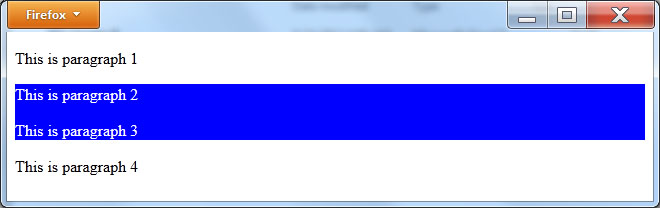 Firefox
This is paragraph 1
This is paragraph 2
This is paragraph 3
This is paragraph 4